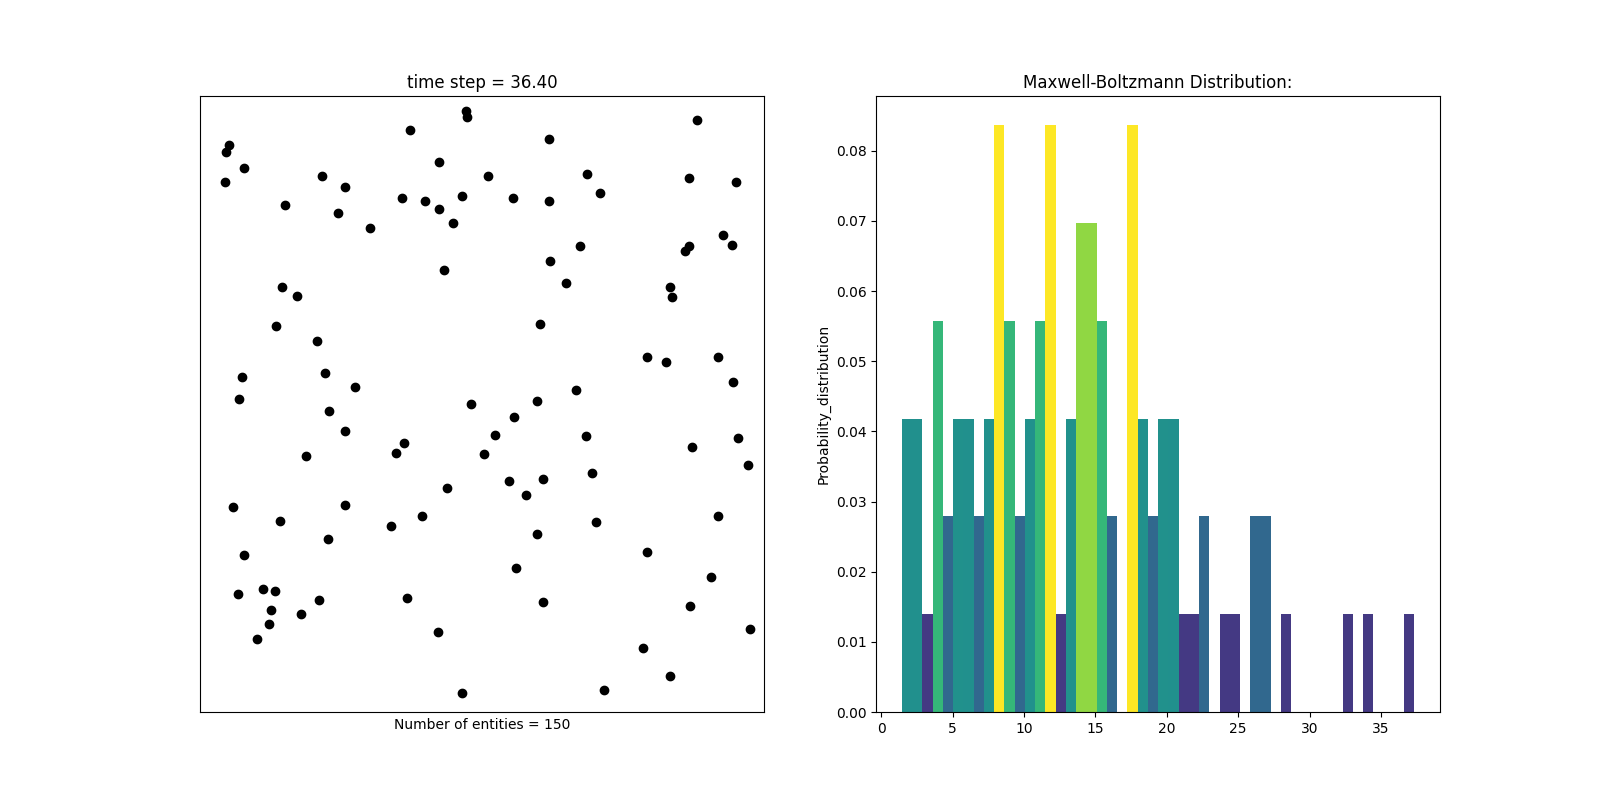 time step = 36.40
Number of entities = 150
Maxwell-Boltzmann Distribution:
Probability_distribution
0.08
0.07
0.06
0.05
0.04
0.03
0.02
0.01
0.00
0 5 10 15 20 25 30 35